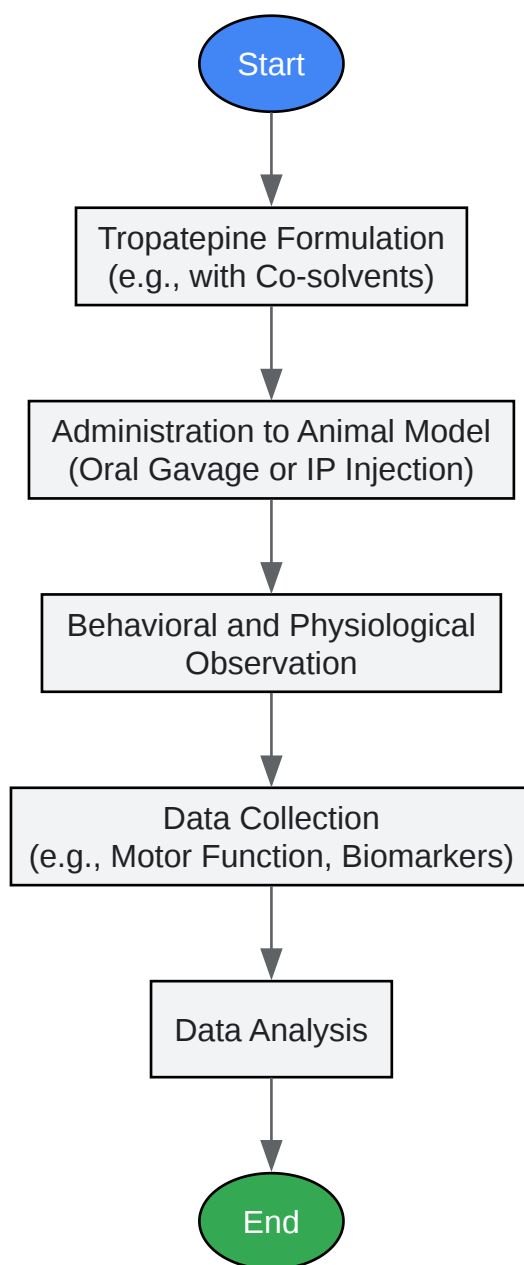 Start
Tropatepine Formulation
(e.g., with Co-solvents)
Administration to Animal Model
(Oral Gavage or IP Injection)
Behavioral and Physiological
Observation
Data Collection
(e.g., Motor Function, Biomarkers)
Data Analysis
End